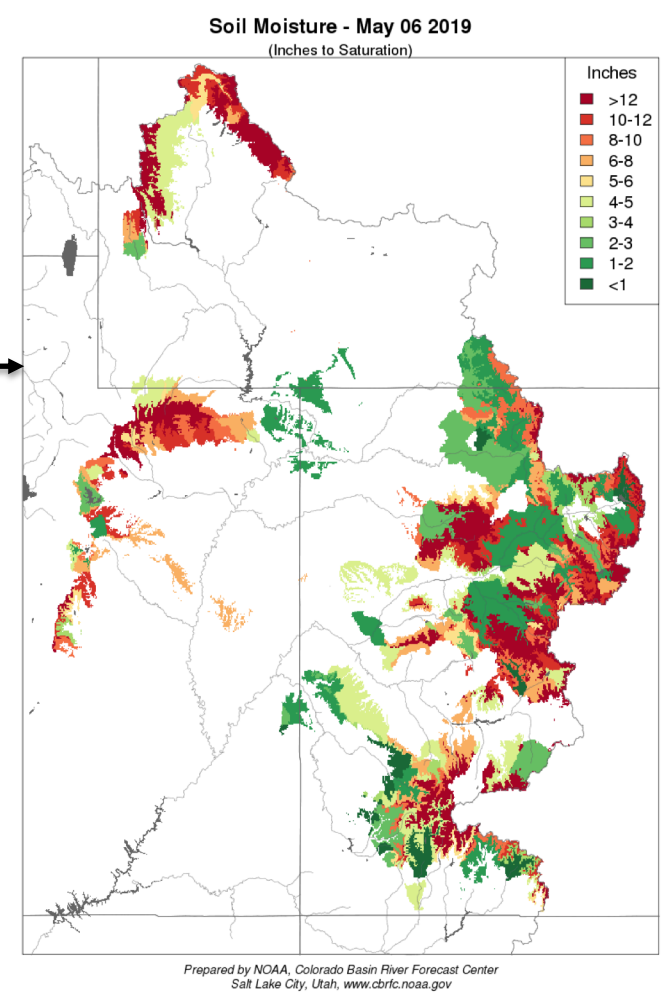 Soil Moisture - May 06 2019
(Inches to Saturation)
Inches
>12
10-12
8-10
6-8
5-6
4-5
3-4
2-3
1-2
<1
Prepared by NOAA, Colorado Basin River Forecast Center
Salt Lake City, Utah, www.cbrfc.noaa.gov